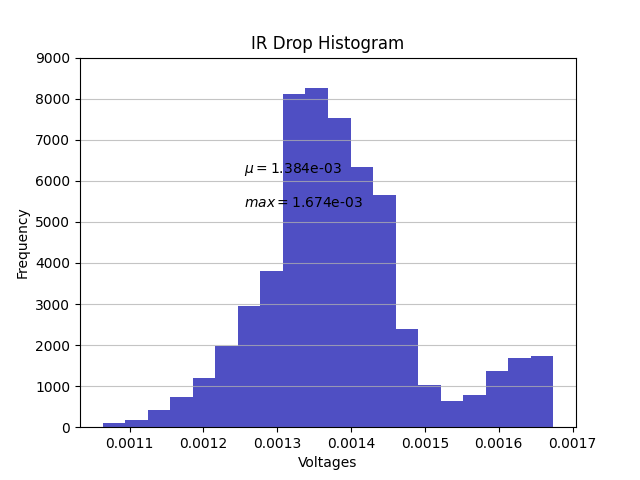 IR Drop Histogram
9000
8000
7000
6000
5000
4000
3000
2000
1000
0
Frequency
μ = 1.384e-03
max = 1.674e-03
0.0011 0.0012 0.0013 0.0014 0.0015 0.0016 0.0017
Voltages